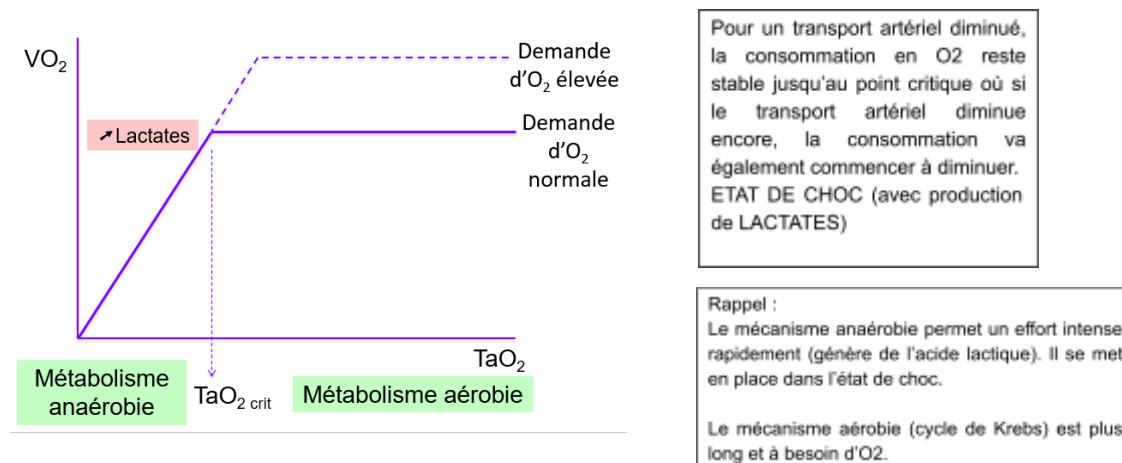 VO₂
↗Lactates
Demande
d’O₂ élevée
Demande
d’O₂
normale
TaO₂
Métabolisme
anaérobie
TaO₂ crit
Métabolisme aérobie
Pour un transport artériel diminué,
la consommation en O2 reste
stable jusqu'au point critique où si
le transport artériel diminue
encore, la consommation va
également commencer à diminuer.
ETAT DE CHOC (avec production
de LACTATES)
Rappel :
Le mécanisme anaérobie permet un effort intense
rapidement (génère de l'acide lactique). Il se met
en place dans l'état de choc.
Le mécanisme aérobie (cycle de Krebs) est plus
long et à besoin d'O2.